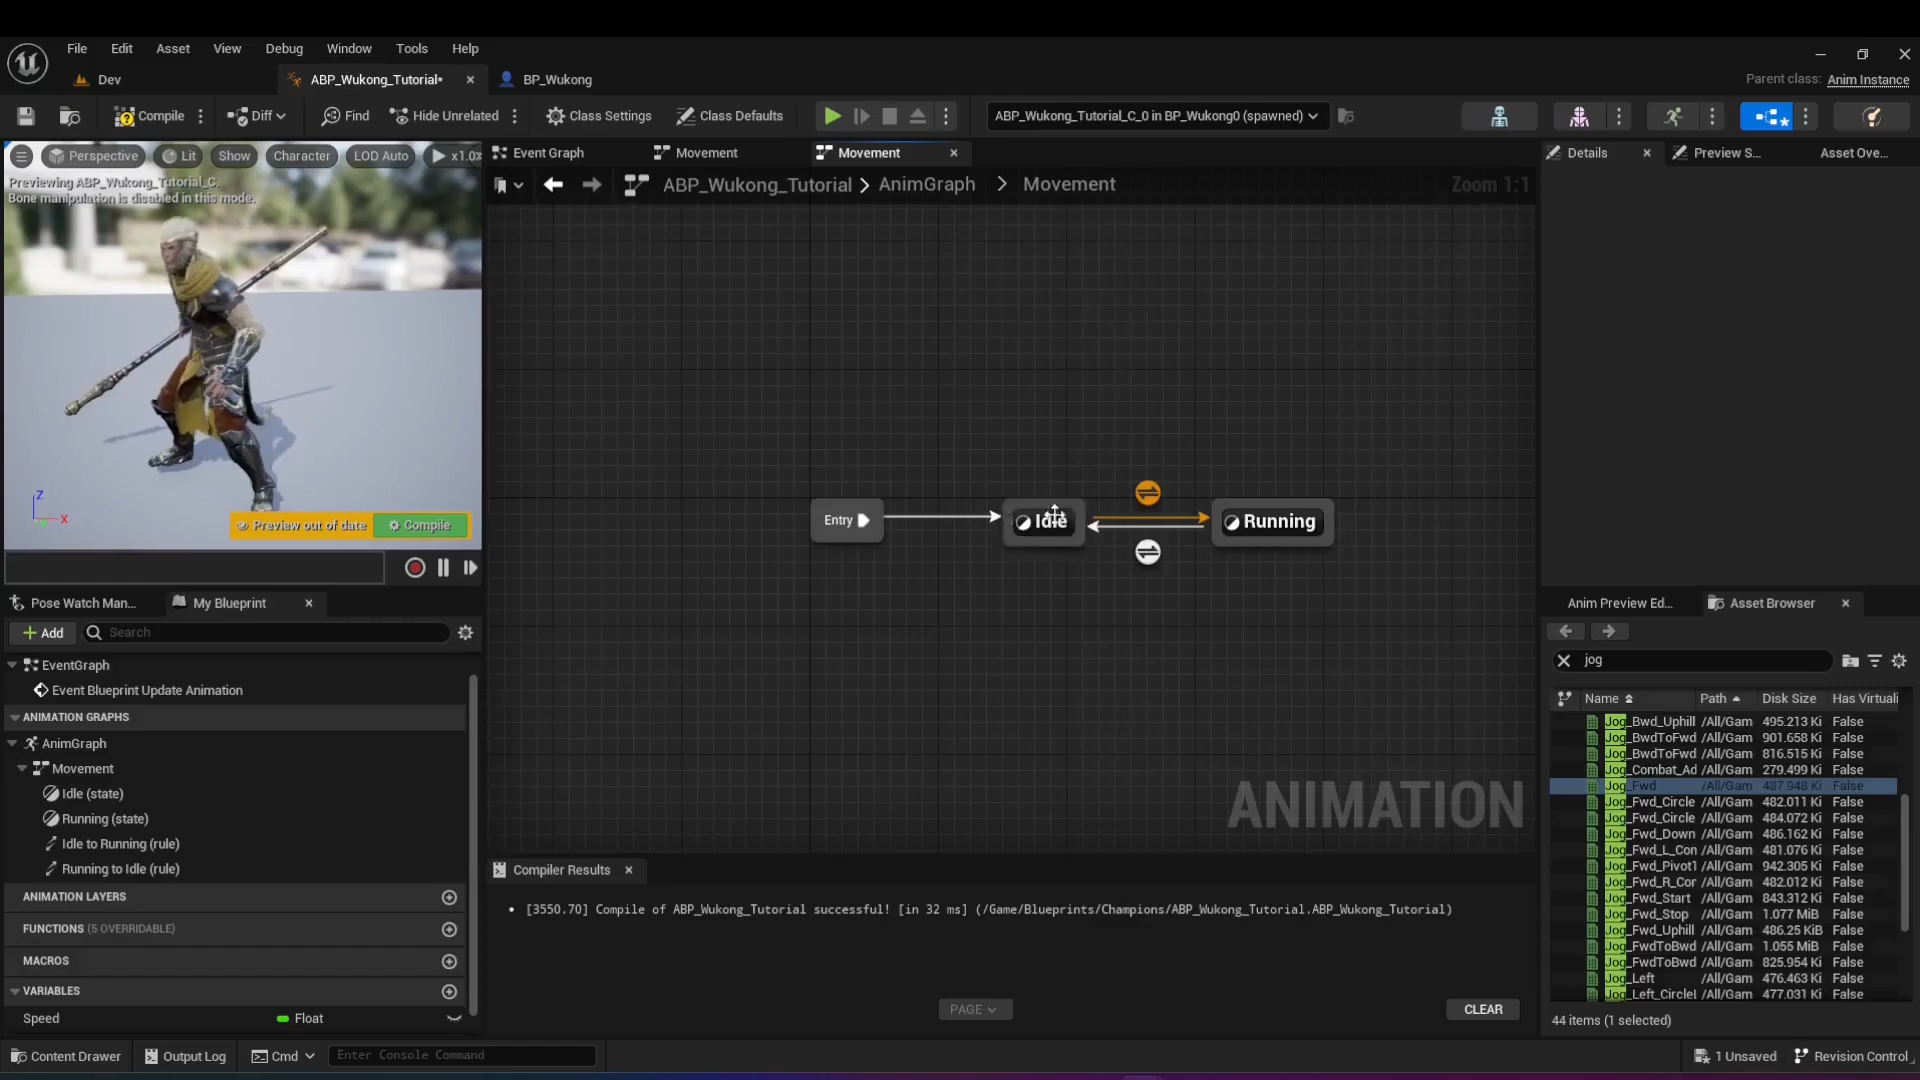 File Edit Asset View Debug Window Tools Help
Dev ABP_Wukong_Tutorial* BP_Wukong Parent class: Anim Instance
Compile Diff Find Hide Unrelated Class Settings Class Defaults ABP_Wukong_Tutorial_C_0 in BP_Wukong0 (spawned)
Perspective Lit Show Character LOD Auto x1.0x
Previewing ABP_Wukong_Tutorial_C.
Bone manipulation is disabled in this mode.
Event Graph Movement Movement
ABP_Wukong_Tutorial > AnimGraph > Movement Zoom 1:1
Details Preview S... Asset Ove...
Entry Idle Running
ANIMATION
Z
X
Preview out of date Compile
Pose Watch Man... My Blueprint
Add Search
EventGraph
Event Blueprint Update Animation
ANIMATION GRAPHS
AnimGraph
Movement
Idle (state)
Running (state)
Idle to Running (rule)
Running to Idle (rule)
ANIMATION LAYERS
FUNCTIONS (5 OVERRIDABLE)
MACROS
VARIABLES
Speed Float
Compiler Results
• [3550.70] Compile of ABP_Wukong_Tutorial successful! [in 32 ms] (/Game/Blueprints/Champions/ABP_Wukong_Tutorial.ABP_Wukong_Tutorial)
PAGE CLEAR
Anim Preview Ed... Asset Browser
jog
Name Path Disk Size Has Virtuali
Jog_Bwd_Uphill /All/Gam 495.213 Ki False
Jog_BwdToFwd /All/Gam 901.658 Ki False
Jog_BwdToFwd /All/Gam 816.515 Ki False
Jog_Combat_Ad /All/Gam 279.499 Ki False
Jog_Fwd /All/Gam 487.948 Ki False
Jog_Fwd_Circle /All/Gam 482.011 Ki False
Jog_Fwd_Circle /All/Gam 484.072 Ki False
Jog_Fwd_Down /All/Gam 486.162 Ki False
Jog_Fwd_L_Con /All/Gam 481.076 Ki False
Jog_Fwd_Pivot1 /All/Gam 942.305 Ki False
Jog_Fwd_R_Cor /All/Gam 482.012 Ki False
Jog_Fwd_Start /All/Gam 843.312 Ki False
Jog_Fwd_Stop /All/Gam 1.077 MiB False
Jog_Fwd_Uphill /All/Gam 486.25 KiB False
Jog_FwdToBwd /All/Gam 1.055 MiB False
Jog_FwdToBwd /All/Gam 825.954 Ki False
Jog_Left /All/Gam 476.463 Ki False
Jog_Left_CircleL /All/Gam 477.031 Ki False
44 items (1 selected)
Content Drawer Output Log Cmd Enter Console Command 1 Unsaved Revision Control